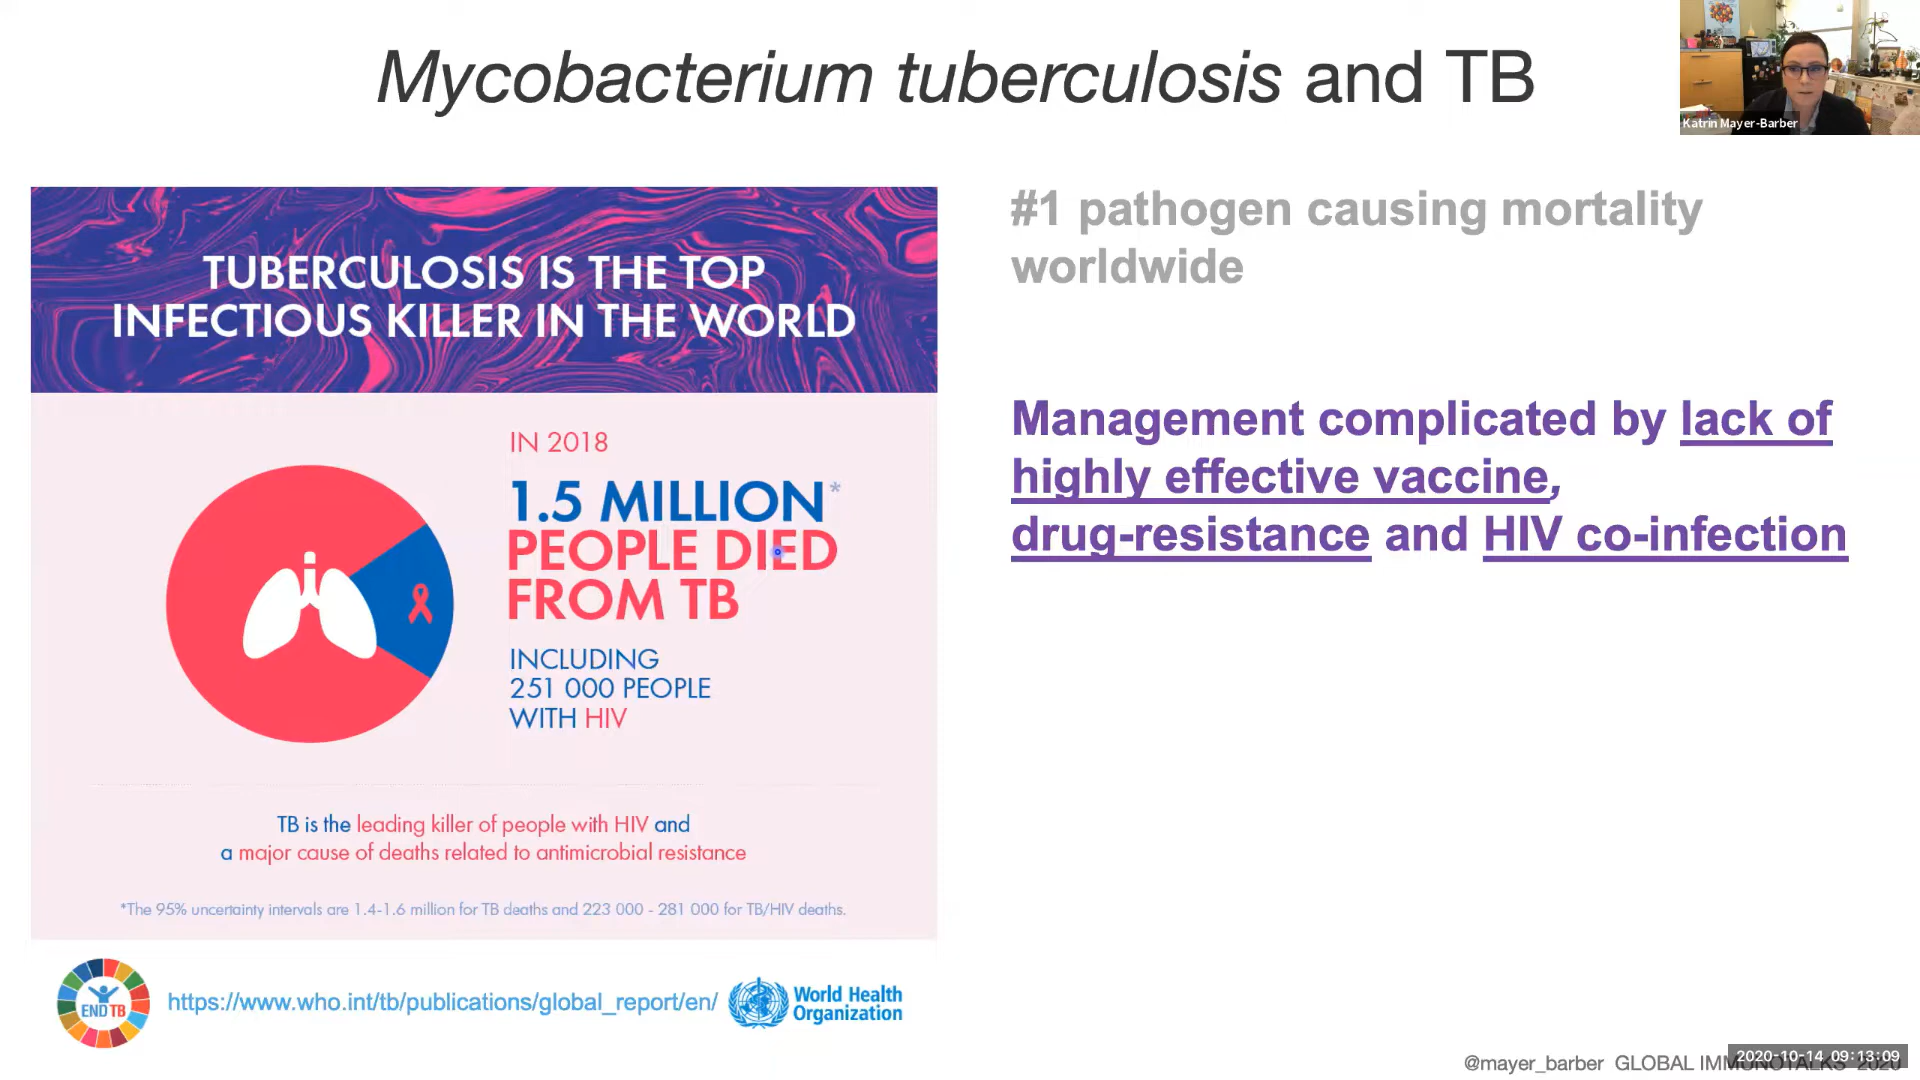 Mycobacterium tuberculosis and TB
Katrin Mayer-Barber
TUBERCULOSIS IS THE TOP
INFECTIOUS KILLER IN THE WORLD
IN 2018
1.5 MILLION*
PEOPLE DIED
FROM TB
INCLUDING
251 000 PEOPLE
WITH HIV
TB is the leading killer of people with HIV and
a major cause of deaths related to antimicrobial resistance
*The 95% uncertainty intervals are 1.4-1.6 million for TB deaths and 223 000 - 281 000 for TB/HIV deaths.
END TB
https://www.who.int/tb/publications/global_report/en/
World Health
Organization
#1 pathogen causing mortality
worldwide
Management complicated by lack of
highly effective vaccine,
drug-resistance and HIV co-infection
2020-10-14 09:13:09
@mayer_barber GLOBAL IMMUNOTALKS 2020